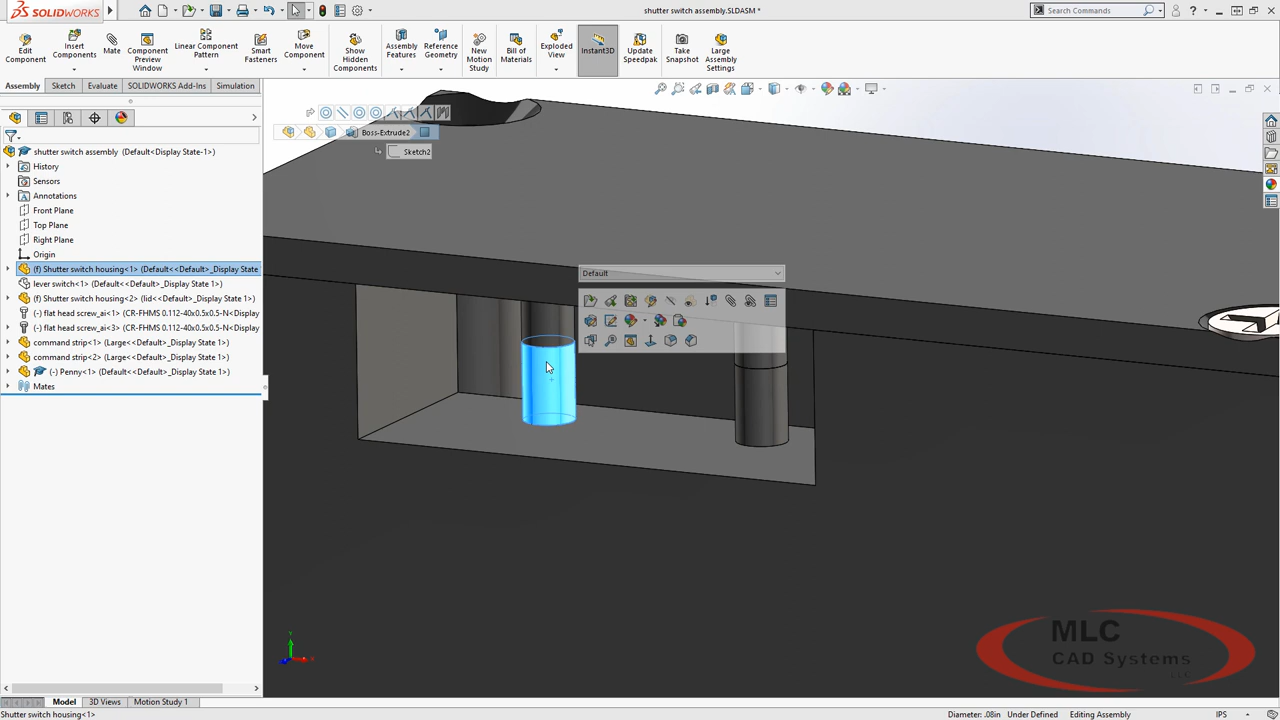 SOLIDWORKS
shutter switch assembly.SLDASM *
Search Commands
Edit Component
Insert Components
Mate
Component Preview Window
Linear Component Pattern
Smart Fasteners
Move Component
Show Hidden Components
Assembly Features
Reference Geometry
New Motion Study
Bill of Materials
Exploded View
Instant3D
Update Speedpak
Take Snapshot
Large Assembly Settings
Assembly
Sketch
Evaluate
SOLIDWORKS Add-Ins
Simulation
Boss-Extrude2
Sketch2
shutter switch assembly (Default<Display State-1>)
History
Sensors
Annotations
Front Plane
Top Plane
Right Plane
Origin
(f) Shutter switch housing<1> (Default<<Default>_Display State
lever switch<1> (Default<<Default>_Display State 1>)
(f) Shutter switch housing<2> (lid<<Default>_Display State 1>)
(-) flat head screw_ai<1> (CR-FHMS 0.112-40x0.5x0.5-N<Display
(-) flat head screw_ai<3> (CR-FHMS 0.112-40x0.5x0.5-N<Display
command strip<1> (Large<<Default>_Display State 1>)
command strip<2> (Large<<Default>_Display State 1>)
(-) Penny<1> (Default<<Default>_Display State 1>)
Mates
Default
MLC
CAD Systems
LLC
Model
3D Views
Motion Study 1
Shutter switch housing<1>
Diameter: .08in
Under Defined
Editing Assembly
IPS